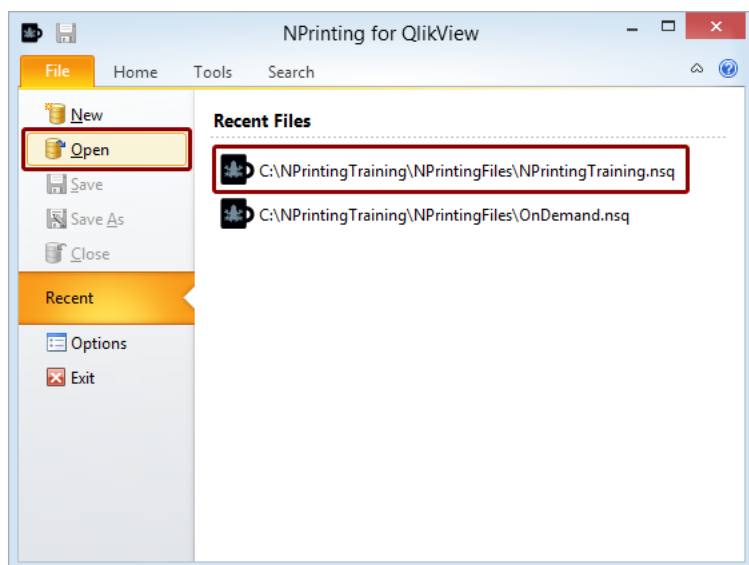 NPrinting for QlikView
File Home Tools Search
New
Open
Save
Save As
Close
Recent
Options
Exit
Recent Files
C:\NPrintingTraining\NPrintingFiles\NPrintingTraining.nsq
C:\NPrintingTraining\NPrintingFiles\OnDemand.nsq